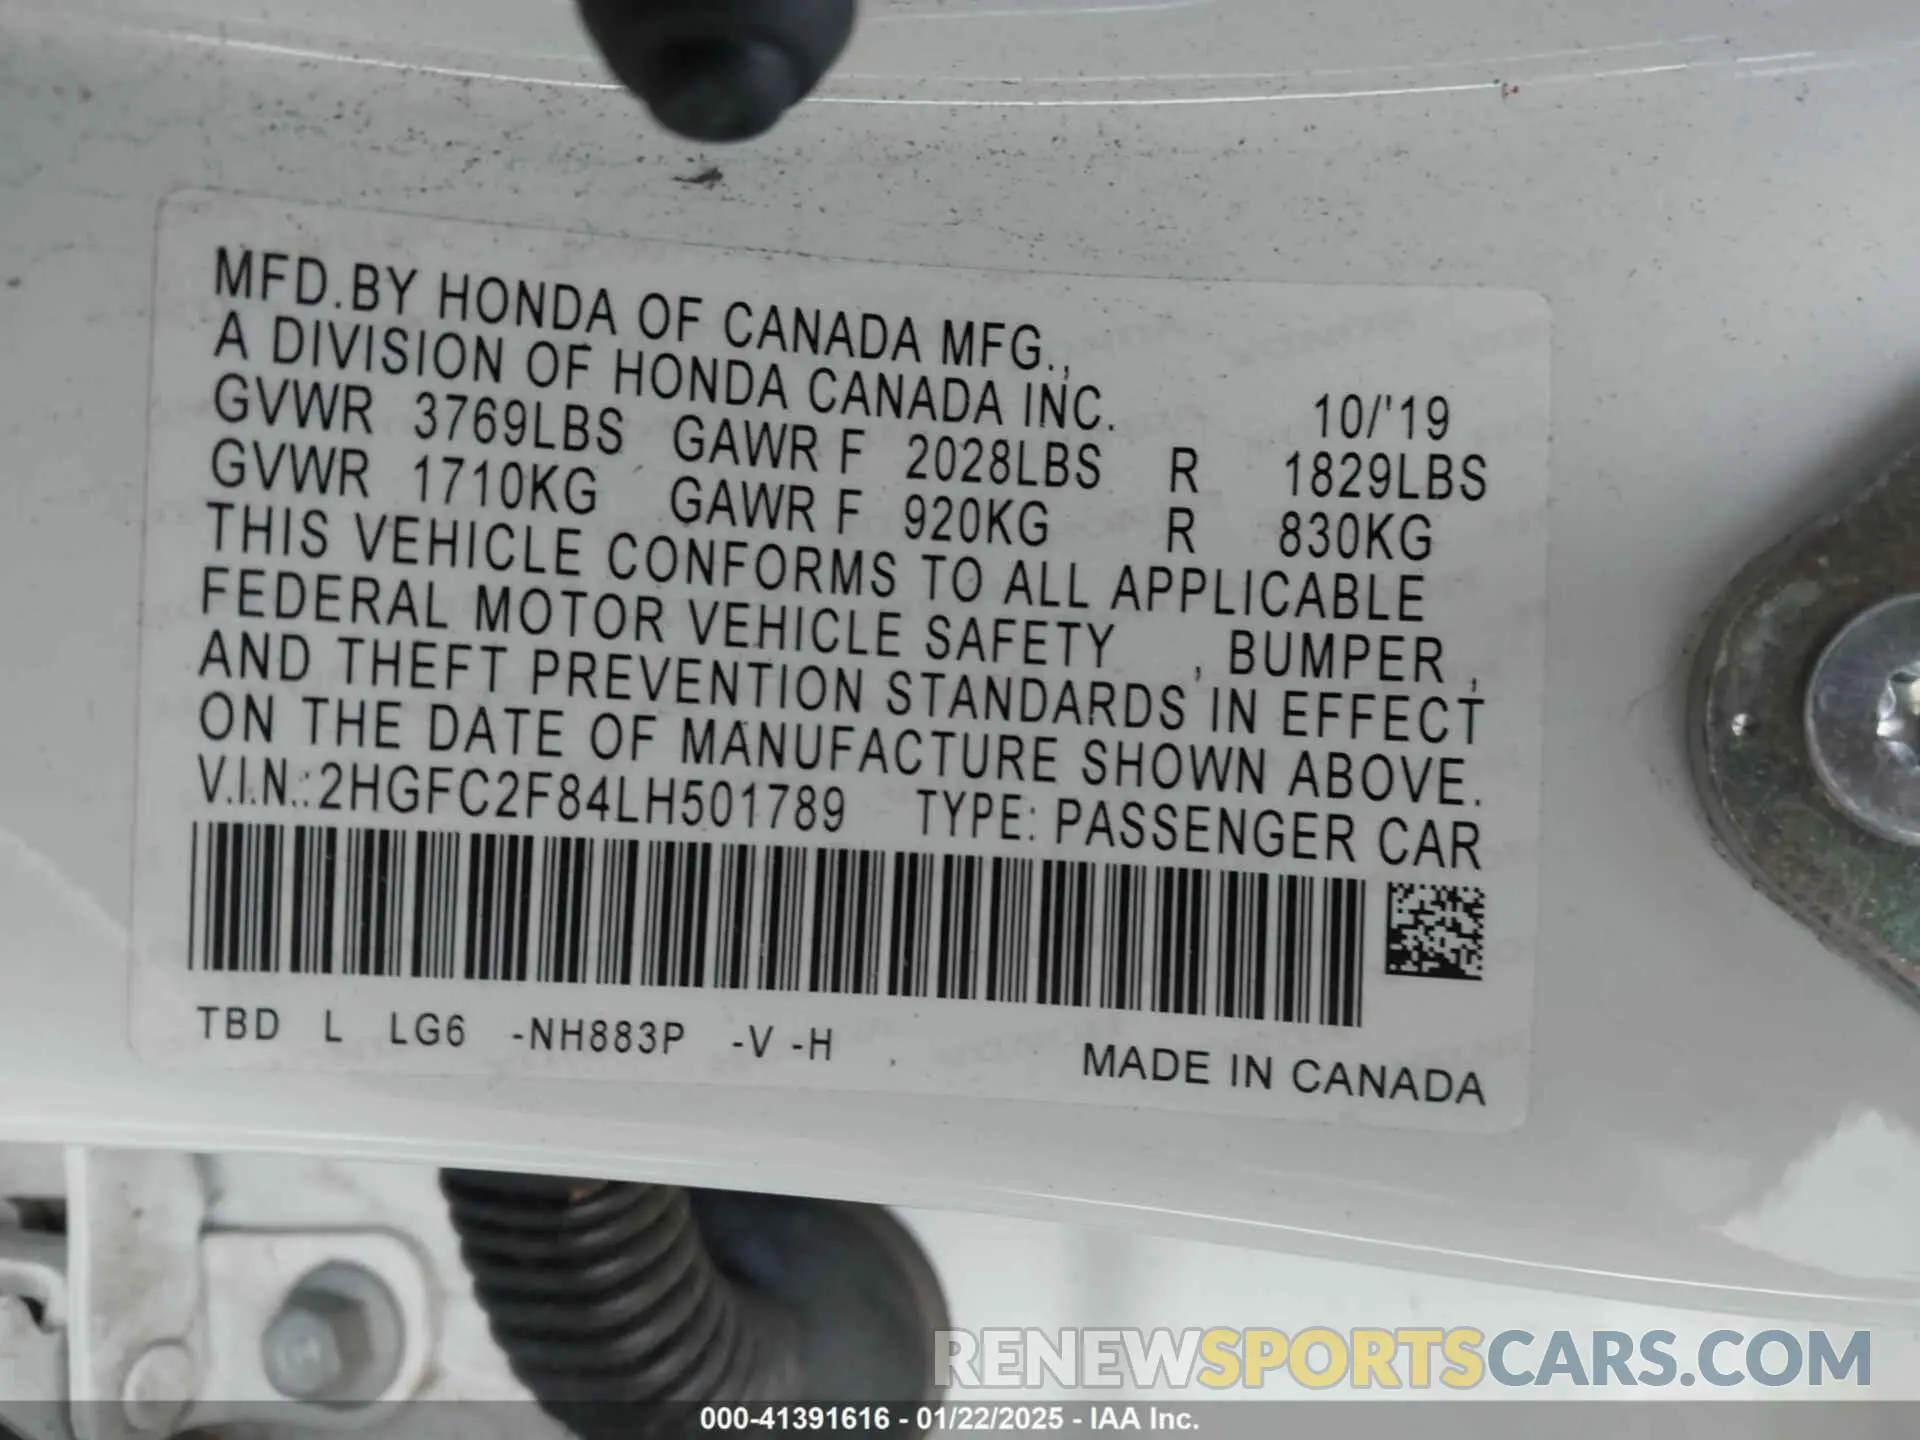 MFD.BY HONDA OF CANADA MFG.,
A DIVISION OF HONDA CANADA INC. 10/'19
GVWR 3769LBS GAWR F 2028LBS R 1829LBS
GVWR 1710KG GAWR F 920KG R 830KG
THIS VEHICLE CONFORMS TO ALL APPLICABLE
FEDERAL MOTOR VEHICLE SAFETY , BUMPER ,
AND THEFT PREVENTION STANDARDS IN EFFECT
ON THE DATE OF MANUFACTURE SHOWN ABOVE.
V.I.N.:2HGFC2F84LH501789 TYPE: PASSENGER CAR
TBD L LG6 -NH883P -V -H
MADE IN CANADA
RENEWSPORTSCARS.COM
000-41391616 - 01/22/2025 - IAA Inc.